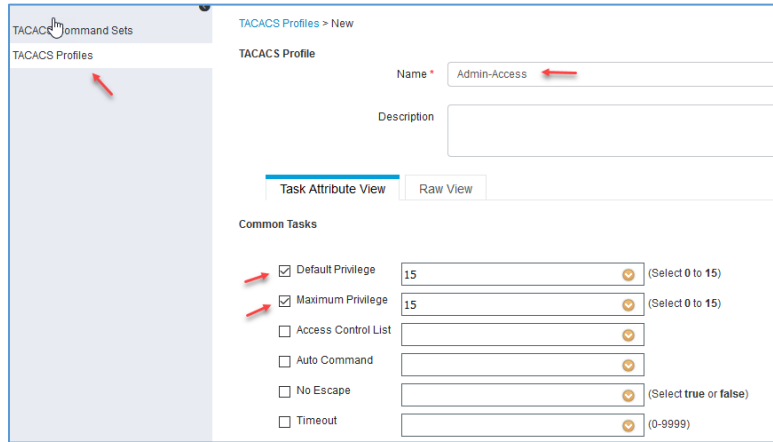 TACACS Profiles > New
TACACS Command Sets
TACACS Profiles
TACACS Profile
Name * Admin-Access
Description
Task Attribute View Raw View
Common Tasks
Default Privilege 15 (Select 0 to 15)
Maximum Privilege 15 (Select 0 to 15)
Access Control List
Auto Command
No Escape (Select true or false)
Timeout (0-9999)